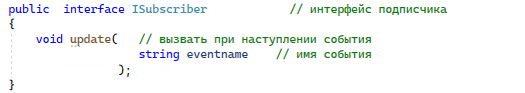 public interface ISubscriber // интерфейс подписчика
{
void update( // вызвать при наступлении события
string eventname // имя события
);
}